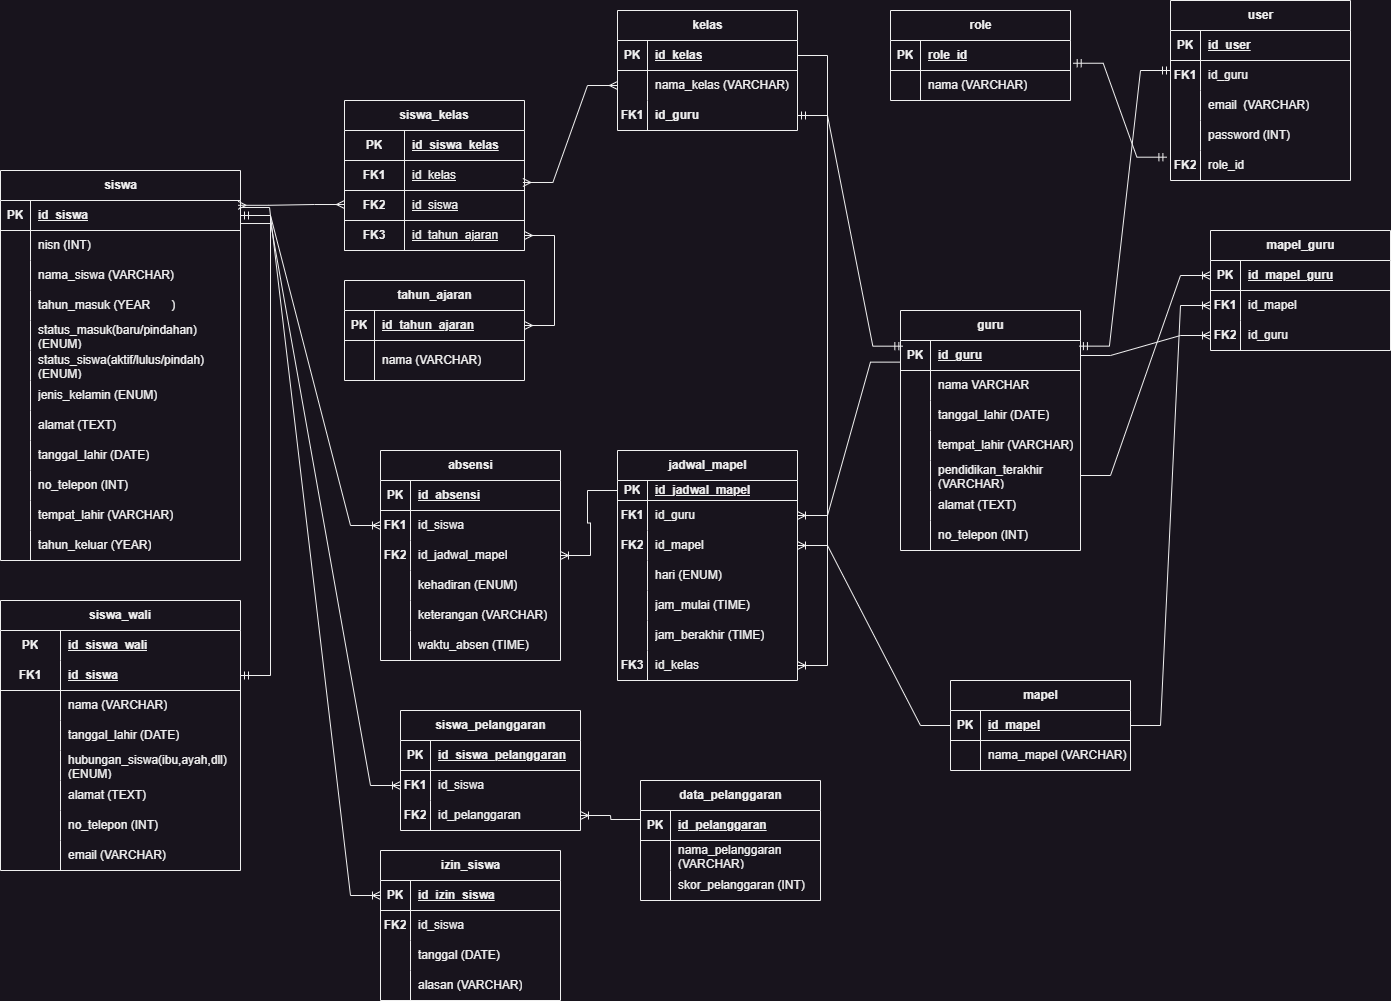 kelas
PK id_kelas
nama_kelas (VARCHAR)
FK1 id_guru
role
PK role_id
nama (VARCHAR)
user
PK id_user
FK1 id_guru
email (VARCHAR)
password (INT)
FK2 role_id
siswa_kelas
PK id_siswa_kelas
FK1 id_kelas
FK2 id_siswa
FK3 id_tahun_ajaran
siswa
PK id_siswa
nisn (INT)
nama_siswa (VARCHAR)
tahun_masuk (YEAR )
status_masuk(baru/pindahan)
(ENUM)
status_siswa(aktif/lulus/pindah)
(ENUM)
jenis_kelamin (ENUM)
alamat (TEXT)
tanggal_lahir (DATE)
no_telepon (INT)
tempat_lahir (VARCHAR)
tahun_keluar (YEAR)
tahun_ajaran
PK id_tahun_ajaran
nama (VARCHAR)
mapel_guru
PK id_mapel_guru
FK1 id_mapel
FK2 id_guru
guru
PK id_guru
nama VARCHAR
tanggal_lahir (DATE)
tempat_lahir (VARCHAR)
pendidikan_terakhir
(VARCHAR)
alamat (TEXT)
no_telepon (INT)
absensi
PK id_absensi
FK1 id_siswa
FK2 id_jadwal_mapel
kehadiran (ENUM)
keterangan (VARCHAR)
waktu_absen (TIME)
jadwal_mapel
PK id_jadwal_mapel
FK1 id_guru
FK2 id_mapel
hari (ENUM)
jam_mulai (TIME)
jam_berakhir (TIME)
FK3 id_kelas
siswa_wali
PK id_siswa_wali
FK1 id_siswa
nama (VARCHAR)
tanggal_lahir (DATE)
hubungan_siswa(ibu,ayah,dll)
(ENUM)
alamat (TEXT)
no_telepon (INT)
email (VARCHAR)
siswa_pelanggaran
PK id_siswa_pelanggaran
FK1 id_siswa
FK2 id_pelanggaran
mapel
PK id_mapel
nama_mapel (VARCHAR)
data_pelanggaran
PK id_pelanggaran
nama_pelanggaran
(VARCHAR)
skor_pelanggaran (INT)
izin_siswa
PK id_izin_siswa
FK2 id_siswa
tanggal (DATE)
alasan (VARCHAR)